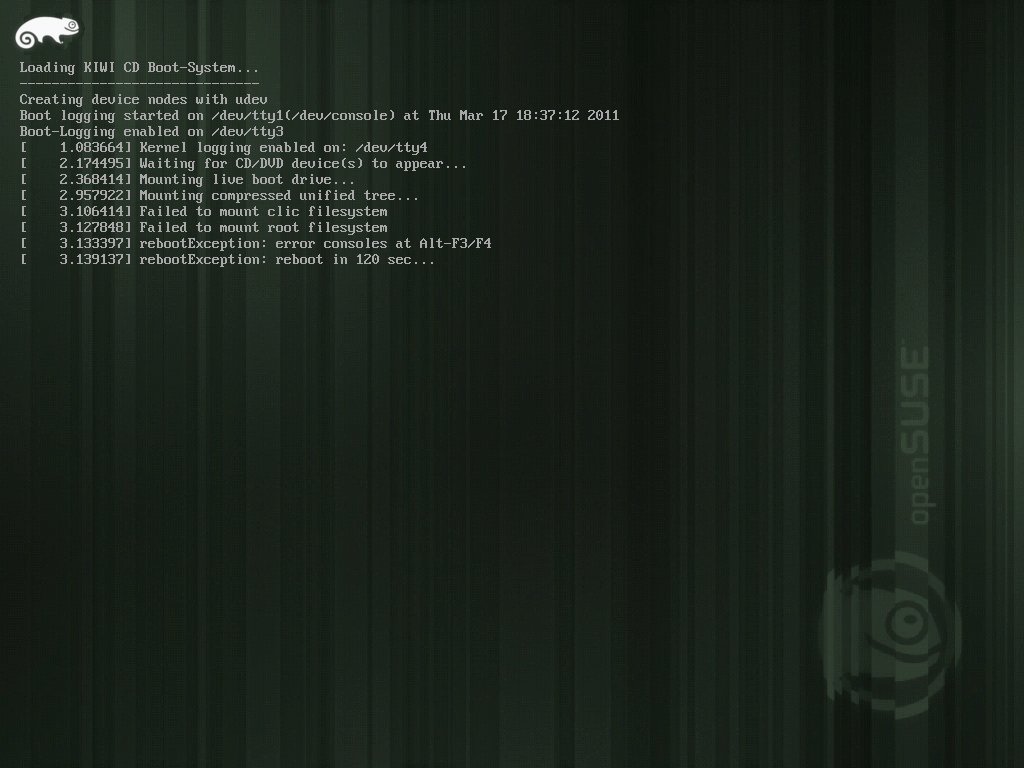 Loading KIWI CD Boot-System...
------------------------------
Creating device nodes with udev
Boot logging started on /dev/tty1(/dev/console) at Thu Mar 17 18:37:12 2011
Boot-Logging enabled on /dev/tty3
[    1.083664] Kernel logging enabled on: /dev/tty4
[    2.174495] Waiting for CD/DVD device(s) to appear...
[    2.368414] Mounting live boot drive...
[    2.957922] Mounting compressed unified tree...
[    3.106414] Failed to mount clic filesystem
[    3.127848] Failed to mount root filesystem
[    3.133397] rebootException: error consoles at Alt-F3/F4
[    3.139137] rebootException: reboot in 120 sec...
openSUSE